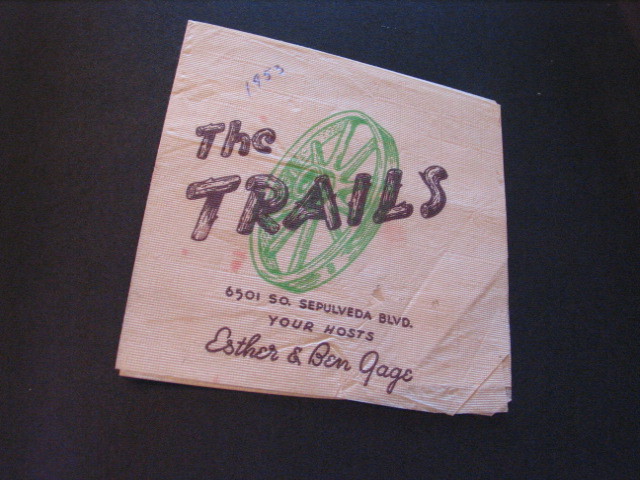 1953
The
TRAILS
6501 SO. SEPULVEDA BLVD.
YOUR HOSTS
Esther & Ben Gage